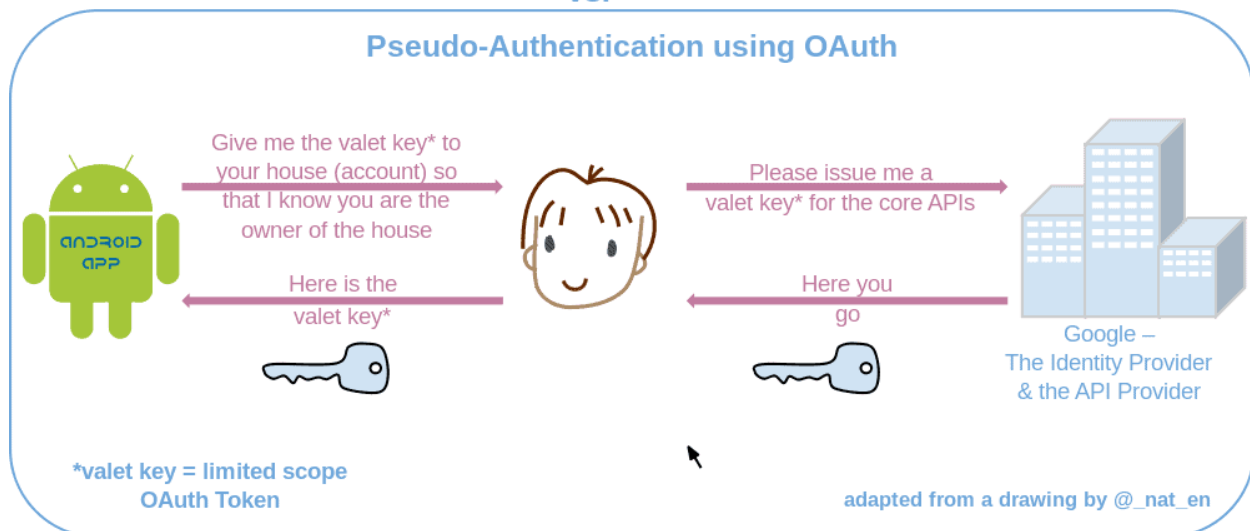 Pseudo-Authentication using OAuth
Give me the valet key* to
your house (account) so
that I know you are the
owner of the house
Please issue me a
valet key* for the core APIs
ANDROID
APP
Here is the
valet key*
Here you
go
Google –
The Identity Provider
& the API Provider
*valet key = limited scope
OAuth Token
adapted from a drawing by @_nat_en